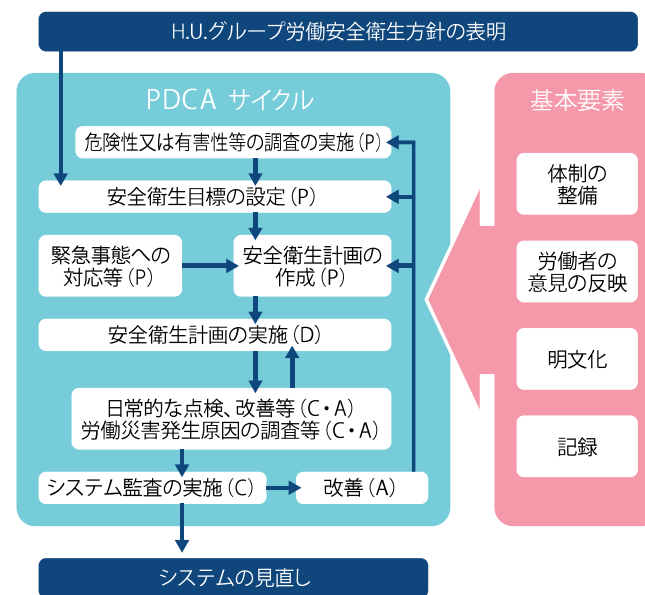 H.U.グループ労働安全衛生方針の表明
PDCA サイクル
危険性又は有害性等の調査の実施(P)
安全衛生目標の設定(P)
緊急事態への
対応等(P)
安全衛生計画の
作成(P)
安全衛生計画の実施(D)
日常的な点検、改善等(C・A)
労働災害発生原因の調査等(C・A)
システム監査の実施(C)
改善(A)
システムの見直し
基本要素
体制の
整備
労働者の
意見の反映
明文化
記録